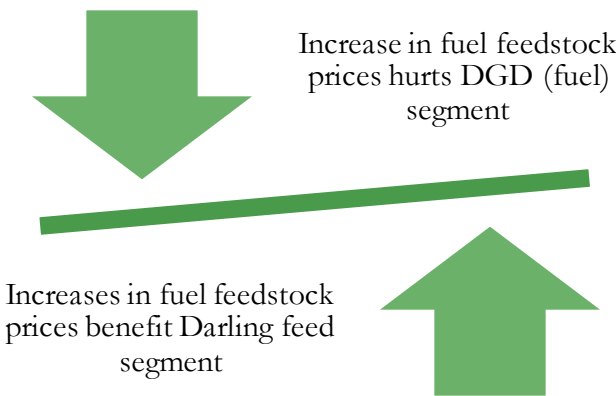 Increase in fuel feedstock
prices hurts DGD (fuel)
segment
Increases in fuel feedstock
prices benefit Darling feed
segment